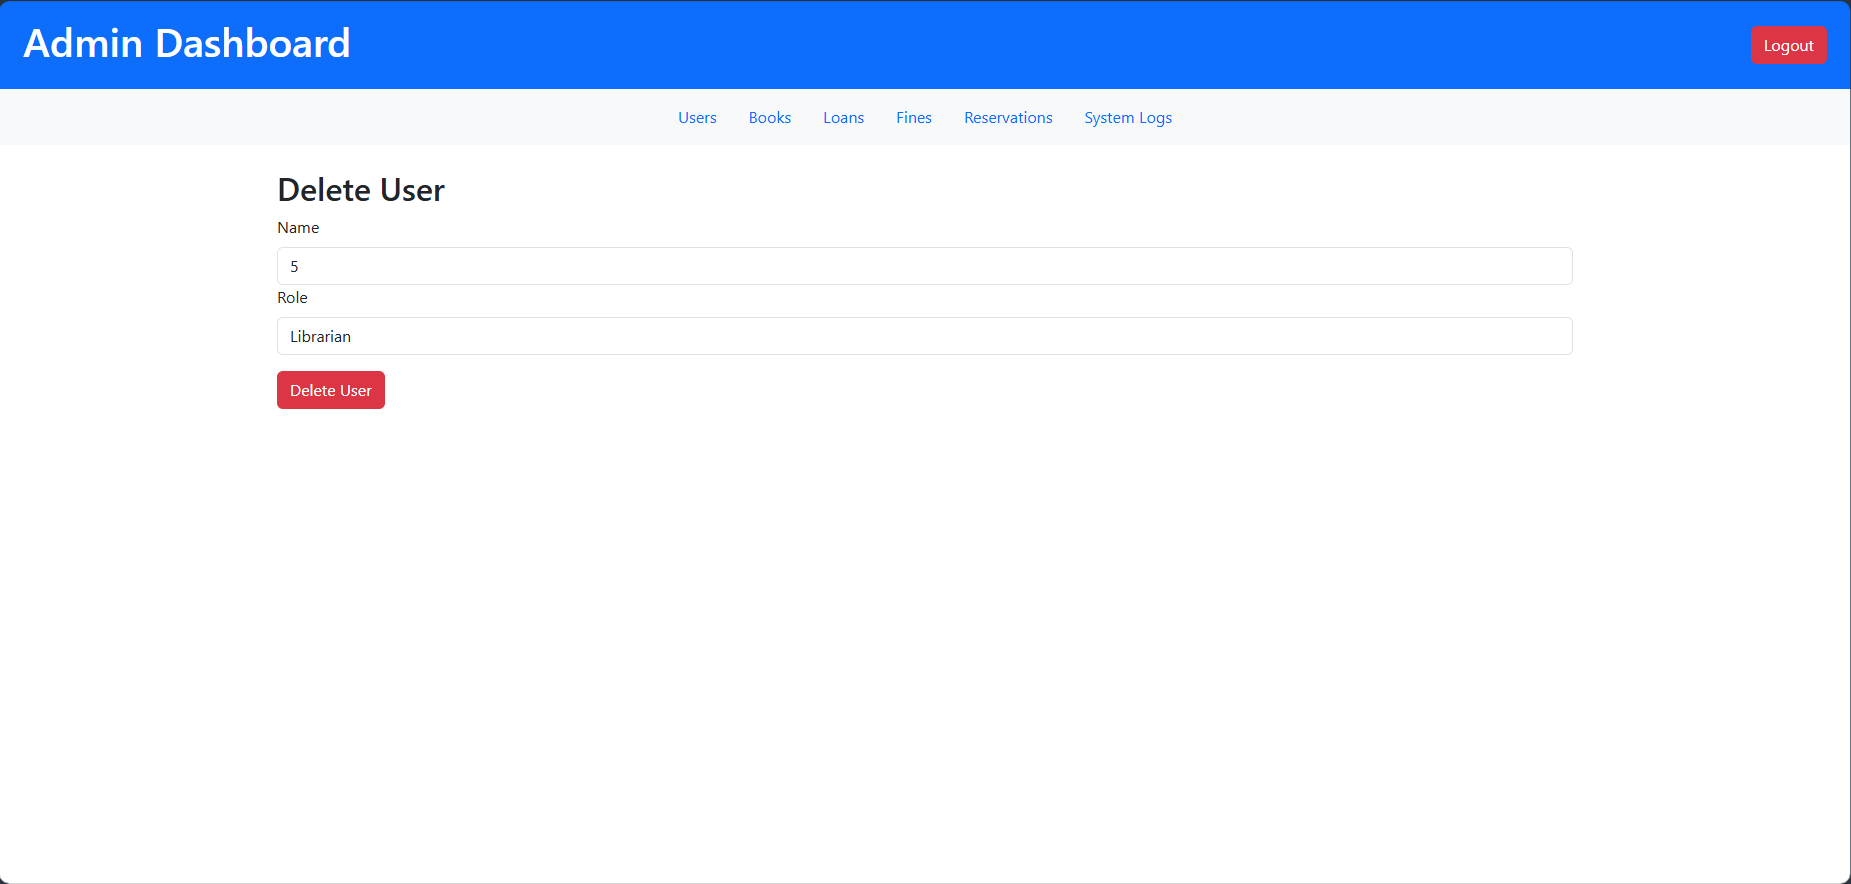 Admin Dashboard
Logout
Users Books Loans Fines Reservations System Logs
Delete User
Name
5
Role
Librarian
Delete User